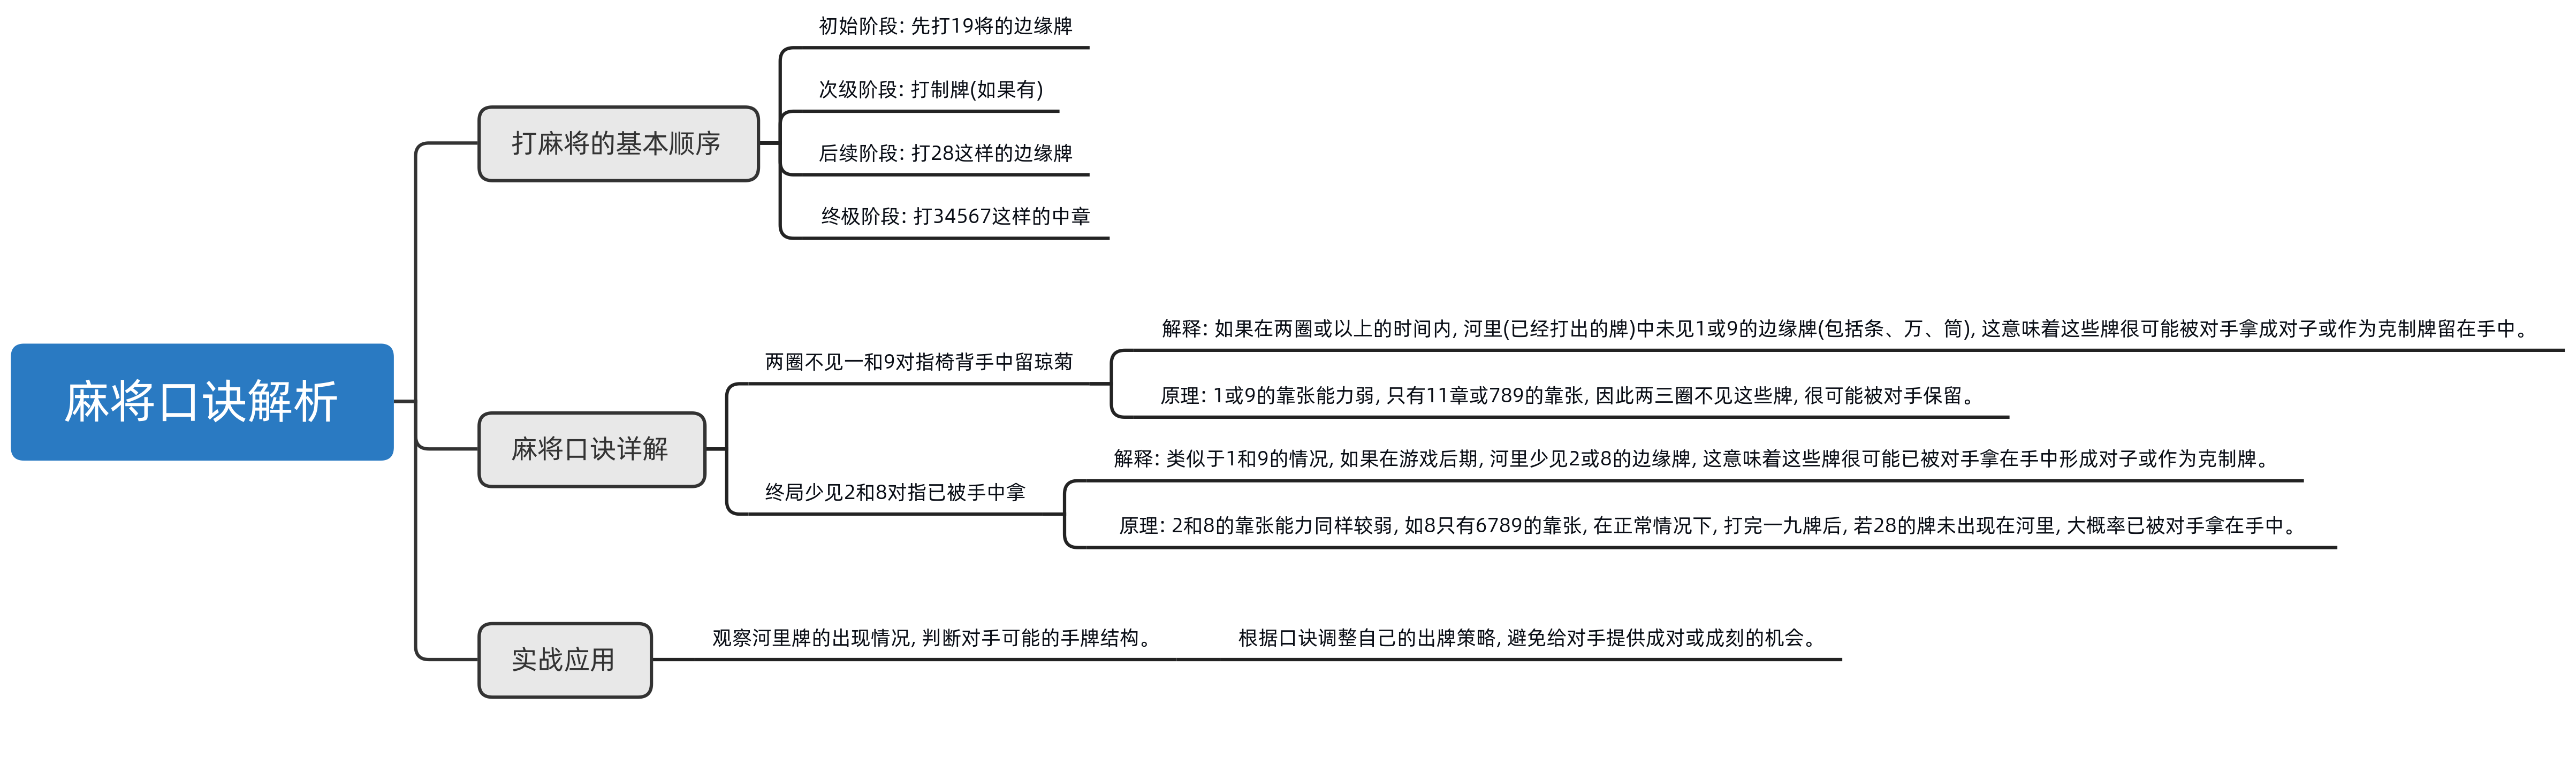 麻将口诀解析
打麻将的基本顺序
初始阶段: 先打19将的边缘牌
次级阶段: 打制牌(如果有)
后续阶段: 打28这样的边缘牌
终极阶段: 打34567这样的中章
麻将口诀详解
两圈不见一和9对指椅背手中留琼菊
解释: 如果在两圈或以上的时间内, 河里(已经打出的牌)中未见1或9的边缘牌(包括条、万、筒), 这意味着这些牌很可能被对手拿成对子或作为克制牌留在手中。
原理: 1或9的靠张能力弱, 只有11章或789的靠张, 因此两三圈不见这些牌, 很可能被对手保留。
终局少见2和8对指已被手中拿
解释: 类似于1和9的情况, 如果在游戏后期, 河里少见2或8的边缘牌, 这意味着这些牌很可能已被对手拿在手中形成对子或作为克制牌。
原理: 2和8的靠张能力同样较弱, 如8只有6789的靠张, 在正常情况下, 打完一九牌后, 若28的牌未出现在河里, 大概率已被对手拿在手中。
实战应用
观察河里牌的出现情况, 判断对手可能的手牌结构。
根据口诀调整自己的出牌策略, 避免给对手提供成对或成刻的机会。